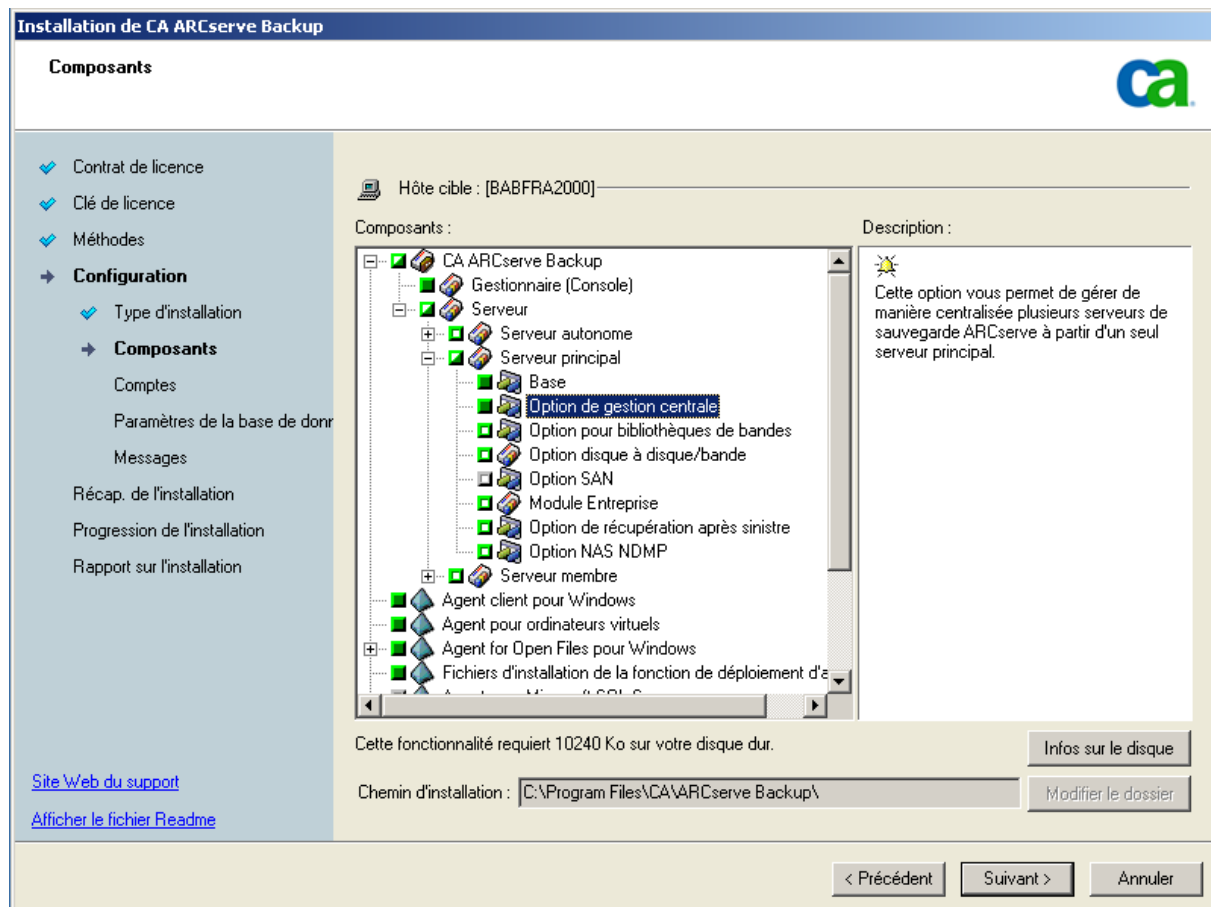 Installation de CA ARCserve Backup
Composants
ca
Contrat de licence
Clé de licence
Méthodes
Configuration
Type d'installation
Composants
Comptes
Paramètres de la base de donr
Messages
Récap. de l'installation
Progression de l'installation
Rapport sur l'installation
Site Web du support
Afficher le fichier Readme
Hôte cible : [BABFRA2000]
Composants :
CA ARCserve Backup
Gestionnaire (Console)
Serveur
Serveur autonome
Serveur principal
Base
Option de gestion centrale
Option pour bibliothèques de bandes
Option disque à disque/bande
Option SAN
Module Entreprise
Option de récupération après sinistre
Option NAS NDMP
Serveur membre
Agent client pour Windows
Agent pour ordinateurs virtuels
Agent for Open Files pour Windows
Fichiers d'installation de la fonction de déploiement d'a
Description :
Cette option vous permet de gérer de
manière centralisée plusieurs serveurs de
sauvegarde ARCserve à partir d'un seul
serveur principal.
Cette fonctionnalité requiert 10240 Ko sur votre disque dur.
Infos sur le disque
Chemin d'installation : C:\Program Files\CA\ARCserve Backup\
Modifier le dossier
< Précédent
Suivant >
Annuler